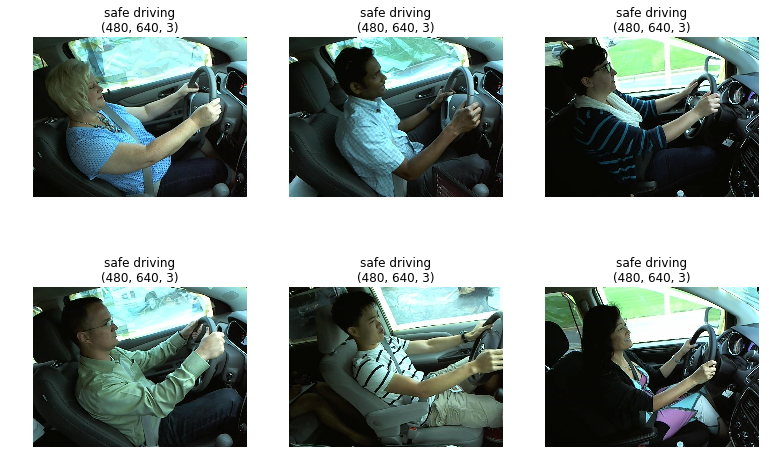 safe driving
(480, 640, 3)
safe driving
(480, 640, 3)
safe driving
(480, 640, 3)
safe driving
(480, 640, 3)
safe driving
(480, 640, 3)
safe driving
(480, 640, 3)